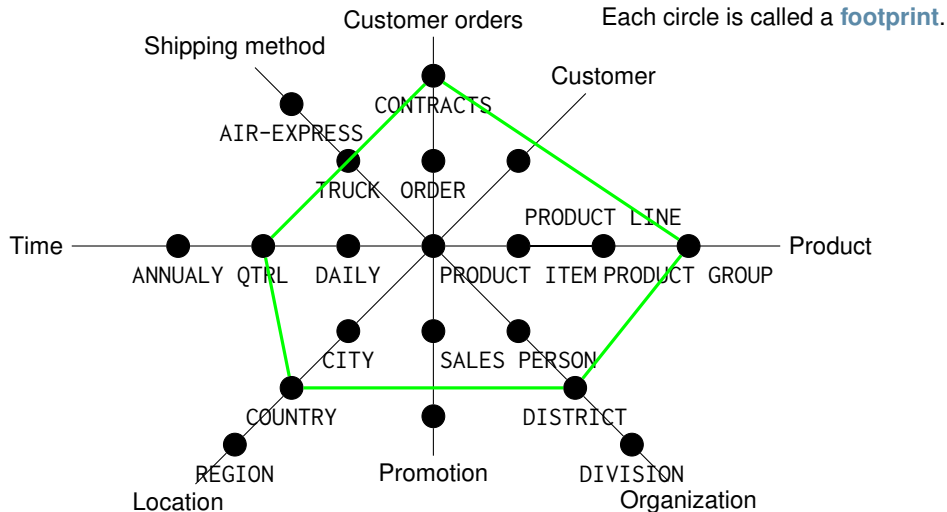 Customer orders
Each circle is called a footprint.
Shipping method
Customer
CONTRACTS
AIR-EXPRESS
TRUCK ORDER
PRODUCT LINE
Time
Product
ANNUALY QTRL DAILY PRODUCT ITEM PRODUCT GROUP
CITY SALES PERSON
COUNTRY DISTRICT
REGION Promotion DIVISION
Location Organization